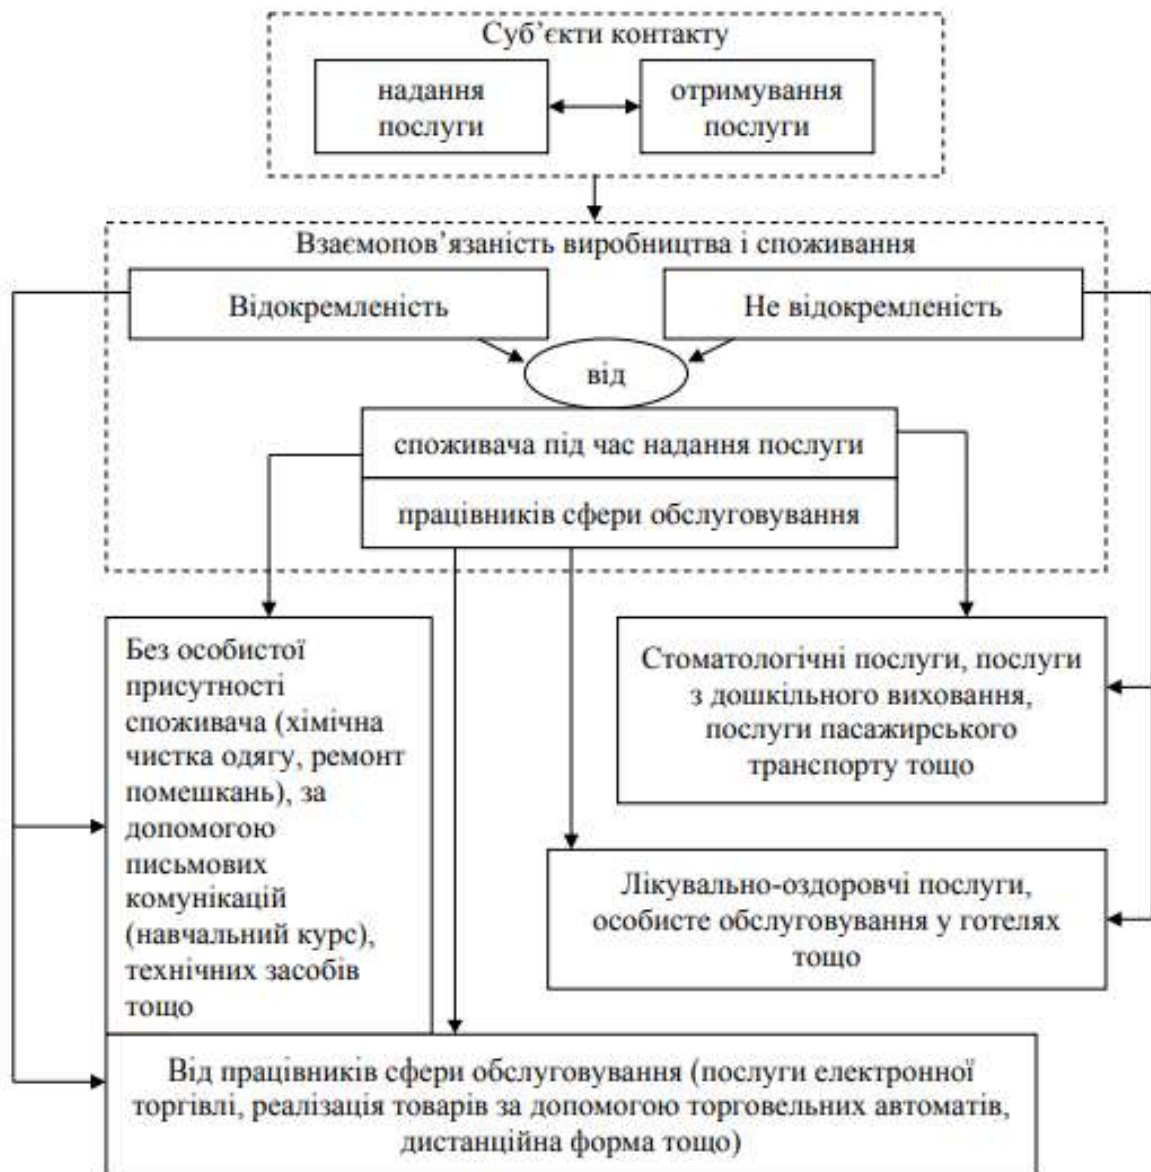 Суб’єкти контакту
надання
послуги
отримування
послуги
Взаємопов’язаність виробництва і споживання
Відокремленість
Не відокремленість
від
споживача під час надання послуги
працівників сфери обслуговування
Без особистої
присутності
споживача (хімічна
чистка одягу, ремонт
помешкань), за
допомогою
письмових
комунікацій
(навчальний курс),
технічних засобів
тощо
Стоматологічні послуги, послуги
з дошкільного виховання,
послуги пасажирського
транспорту тощо
Лікувально-оздоровчі послуги,
особисте обслуговування у готелях
тощо
Від працівників сфери обслуговування (послуги електронної
торгівлі, реалізація товарів за допомогою торговельних автоматів,
дистанційна форма тощо)